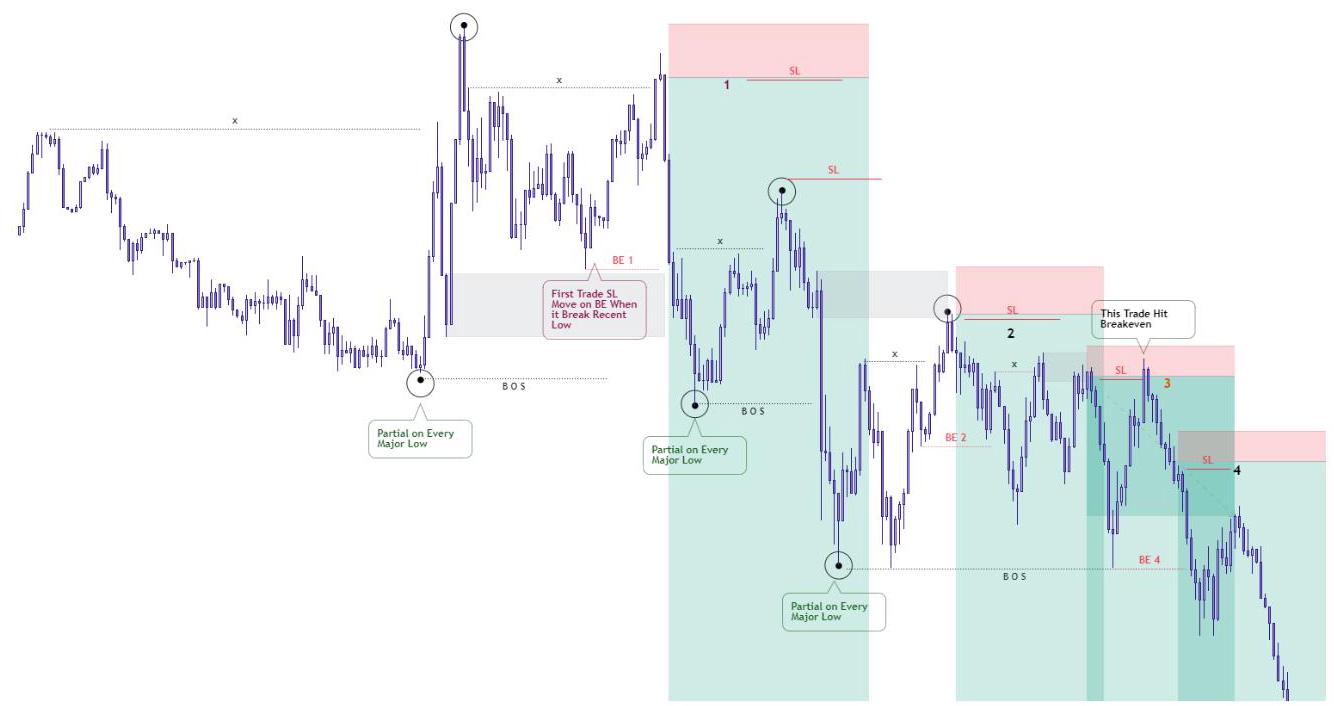 x
x
SL
1
SL
x
BE 1
First Trade SL
Move on BE When
it Break Recent
Low
BOS
Partial on Every
Major Low
BOS
Partial on Every
Major Low
SL
2
This Trade Hit
Breakeven
x
x
SL
3
BE 2
SL
4
BE 4
BOS
Partial on Every
Major Low